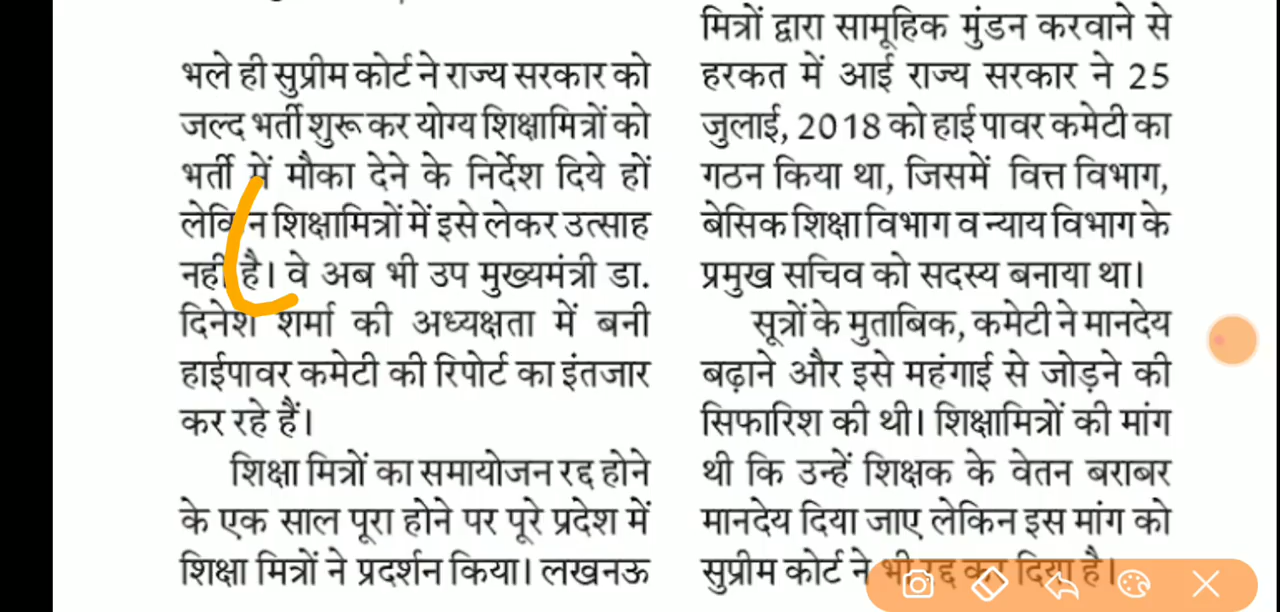 भले ही सुप्रीम कोर्ट ने राज्य सरकार को
जल्द भर्ती शुरू कर योग्य शिक्षामित्रों को
भर्ती में मौका देने के निर्देश दिये हों
लेकिन शिक्षामित्रों में इसे लेकर उत्साह
नहीं है। वे अब भी उप मुख्यमंत्री डा.
दिनेश शर्मा की अध्यक्षता में बनी
हाईपावर कमेटी की रिपोर्ट का इंतजार
कर रहे हैं।
शिक्षा मित्रों का समायोजन रद्द होने
के एक साल पूरा होने पर पूरे प्रदेश में
शिक्षा मित्रों ने प्रदर्शन किया। लखनऊ
मित्रों द्वारा सामूहिक मुंडन करवाने से
हरकत में आई राज्य सरकार ने 25
जुलाई, 2018 को हाई पावर कमेटी का
गठन किया था, जिसमें वित्त विभाग,
बेसिक शिक्षा विभाग व न्याय विभाग के
प्रमुख सचिव को सदस्य बनाया था।
सूत्रों के मुताबिक, कमेटी ने मानदेय
बढ़ाने और इसे महंगाई से जोड़ने की
सिफारिश की थी। शिक्षामित्रों की मांग
थी कि उन्हें शिक्षक के वेतन बराबर
मानदेय दिया जाए लेकिन इस मांग को
सुप्रीम कोर्ट ने भी रद्द कर दिया है।